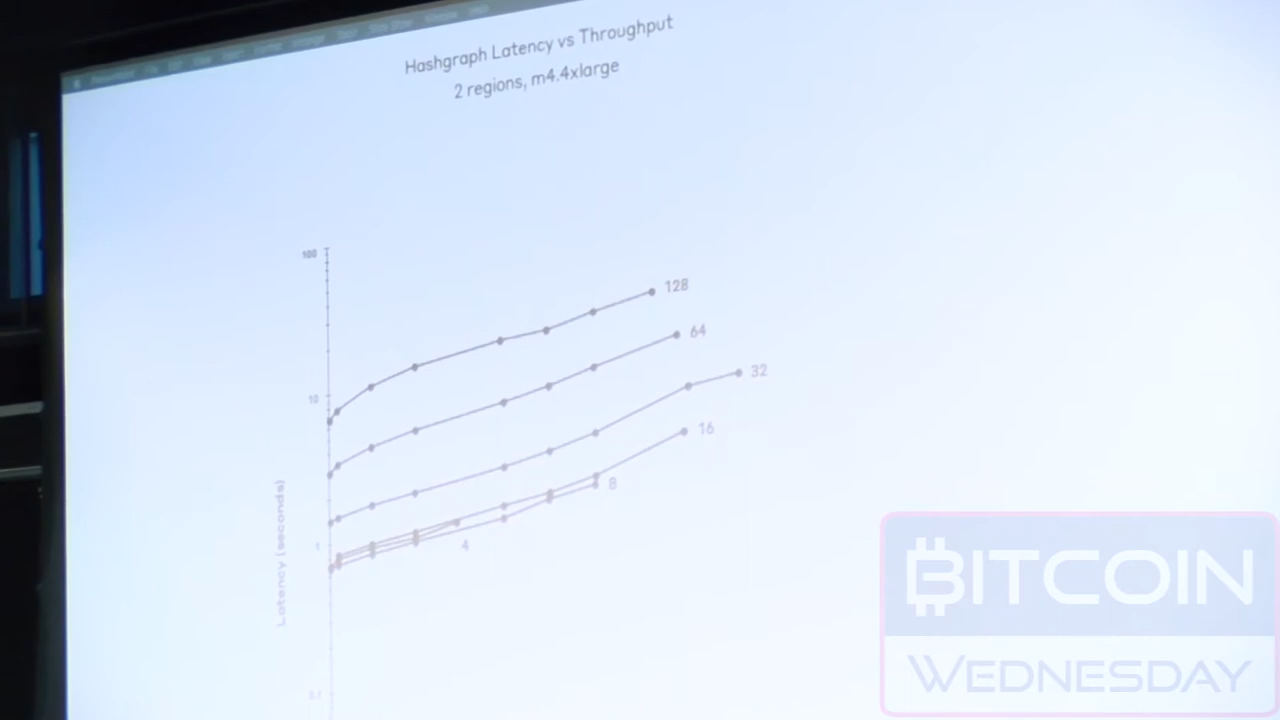 Hashgraph Latency vs Throughput
2 regions, m4.4xlarge
100
128
64
32
10
16
8
Latency (seconds)
1
4
0.1
BITCOIN
WEDNESDAY